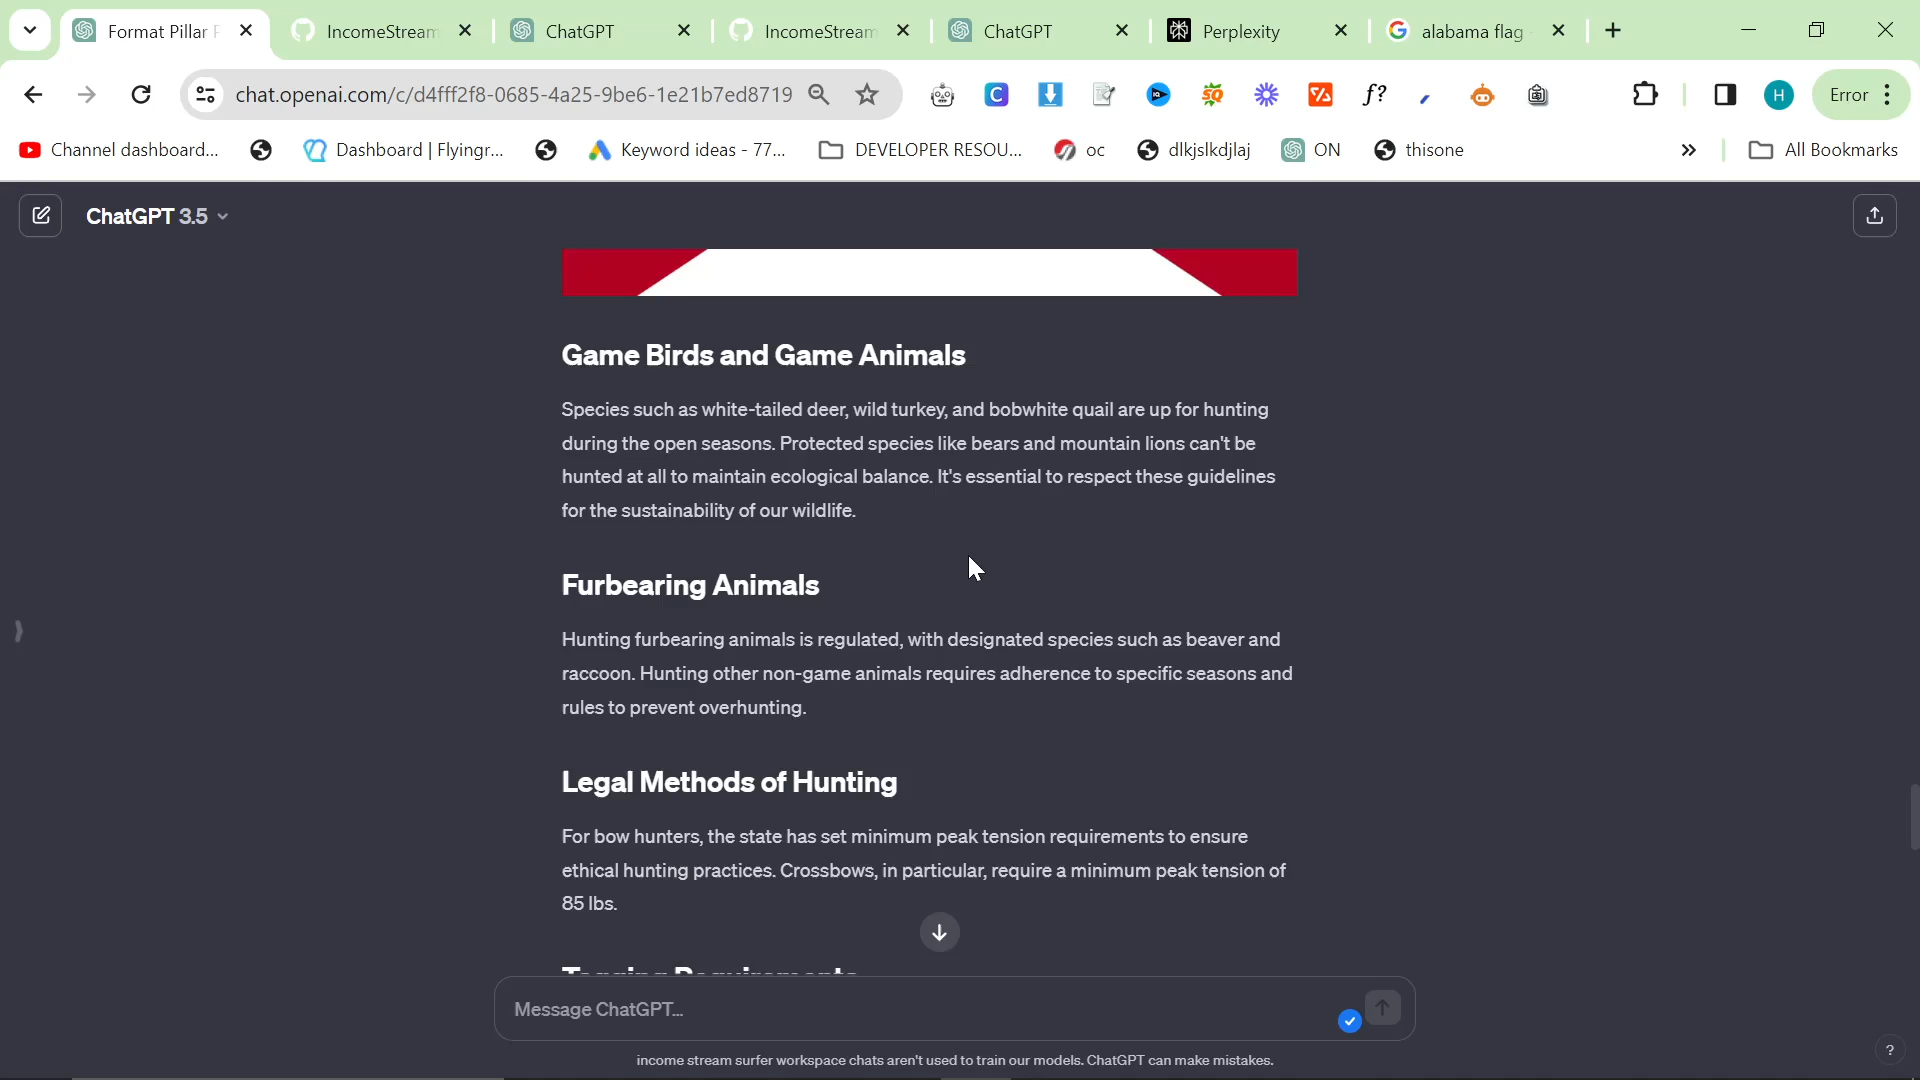 Format Pillar P
IncomeStream
ChatGPT
IncomeStream
ChatGPT
Perplexity
alabama flag
chat.openai.com/c/d4fff2f8-0685-4a25-9be6-1e21b7ed8719
f?
H
Error
Channel dashboard...
Dashboard | Flyingr...
Keyword ideas - 77...
DEVELOPER RESOU...
oc
dlkjslkdjlaj
ON
thisone
»
All Bookmarks
ChatGPT 3.5
Game Birds and Game Animals
Species such as white-tailed deer, wild turkey, and bobwhite quail are up for hunting
during the open seasons. Protected species like bears and mountain lions can't be
hunted at all to maintain ecological balance. It's essential to respect these guidelines
for the sustainability of our wildlife.
Furbearing Animals
Hunting furbearing animals is regulated, with designated species such as beaver and
raccoon. Hunting other non-game animals requires adherence to specific seasons and
rules to prevent overhunting.
Legal Methods of Hunting
For bow hunters, the state has set minimum peak tension requirements to ensure
ethical hunting practices. Crossbows, in particular, require a minimum peak tension of
85 lbs.
Tagging Requirements
Message ChatGPT...
income stream surfer workspace chats aren't used to train our models. ChatGPT can make mistakes.
?